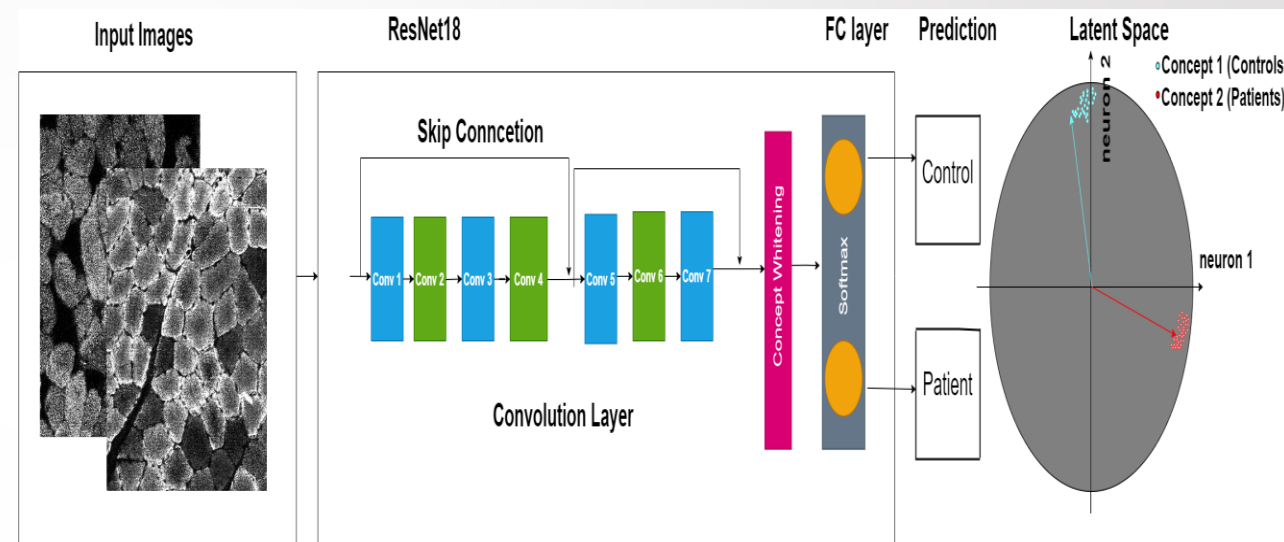 Input Images
ResNet18
FC layer
Prediction
Latent Space
Concept 1 (Controls
Concept 2 (Patients)
neuron 2
Skip Conncetion
Control
Conv 1
Conv 2
Conv 3
Conv 4
Conv 5
Conv 6
Conv 7
Concept Whitening
Softmax
neuron 1
Patient
Convolution Layer